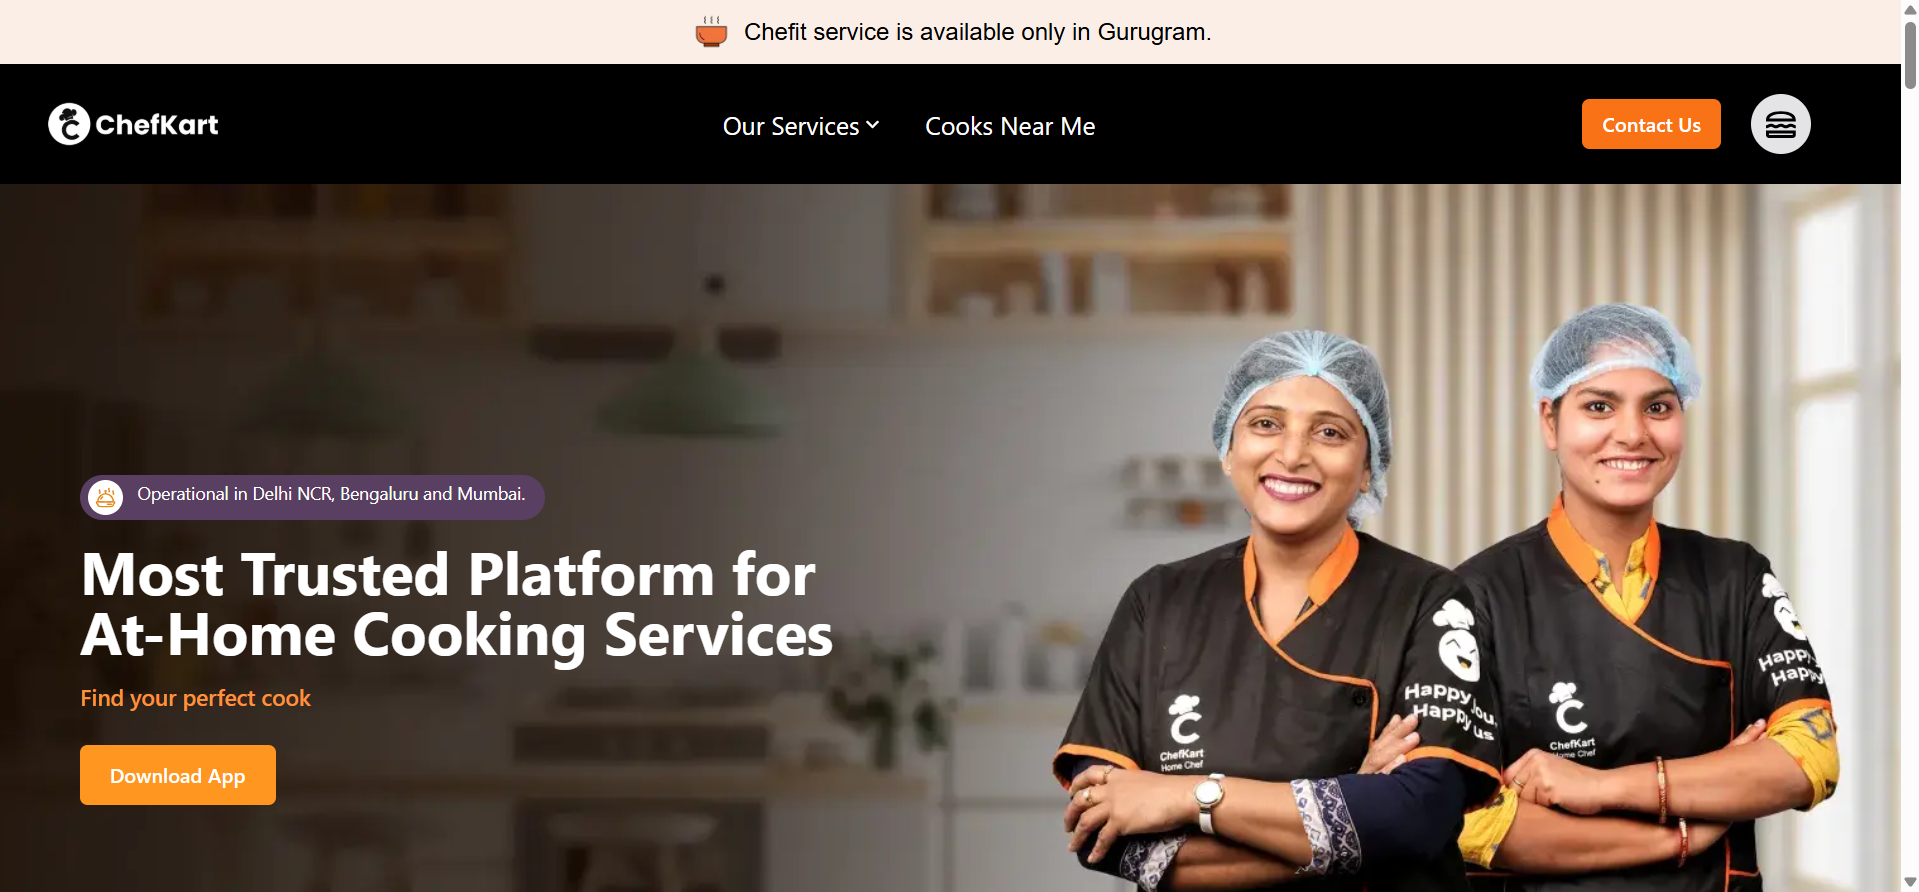 Chefit service is available only in Gurugram.
ChefKart
Our Services
Cooks Near Me
Contact Us
Operational in Delhi NCR, Bengaluru and Mumbai.
Most Trusted Platform for
At-Home Cooking Services
Find your perfect cook
Download App
ChefKart
Home Chef
Happy you,
Happy us
ChefKart
Home Chef
Happy
Happy